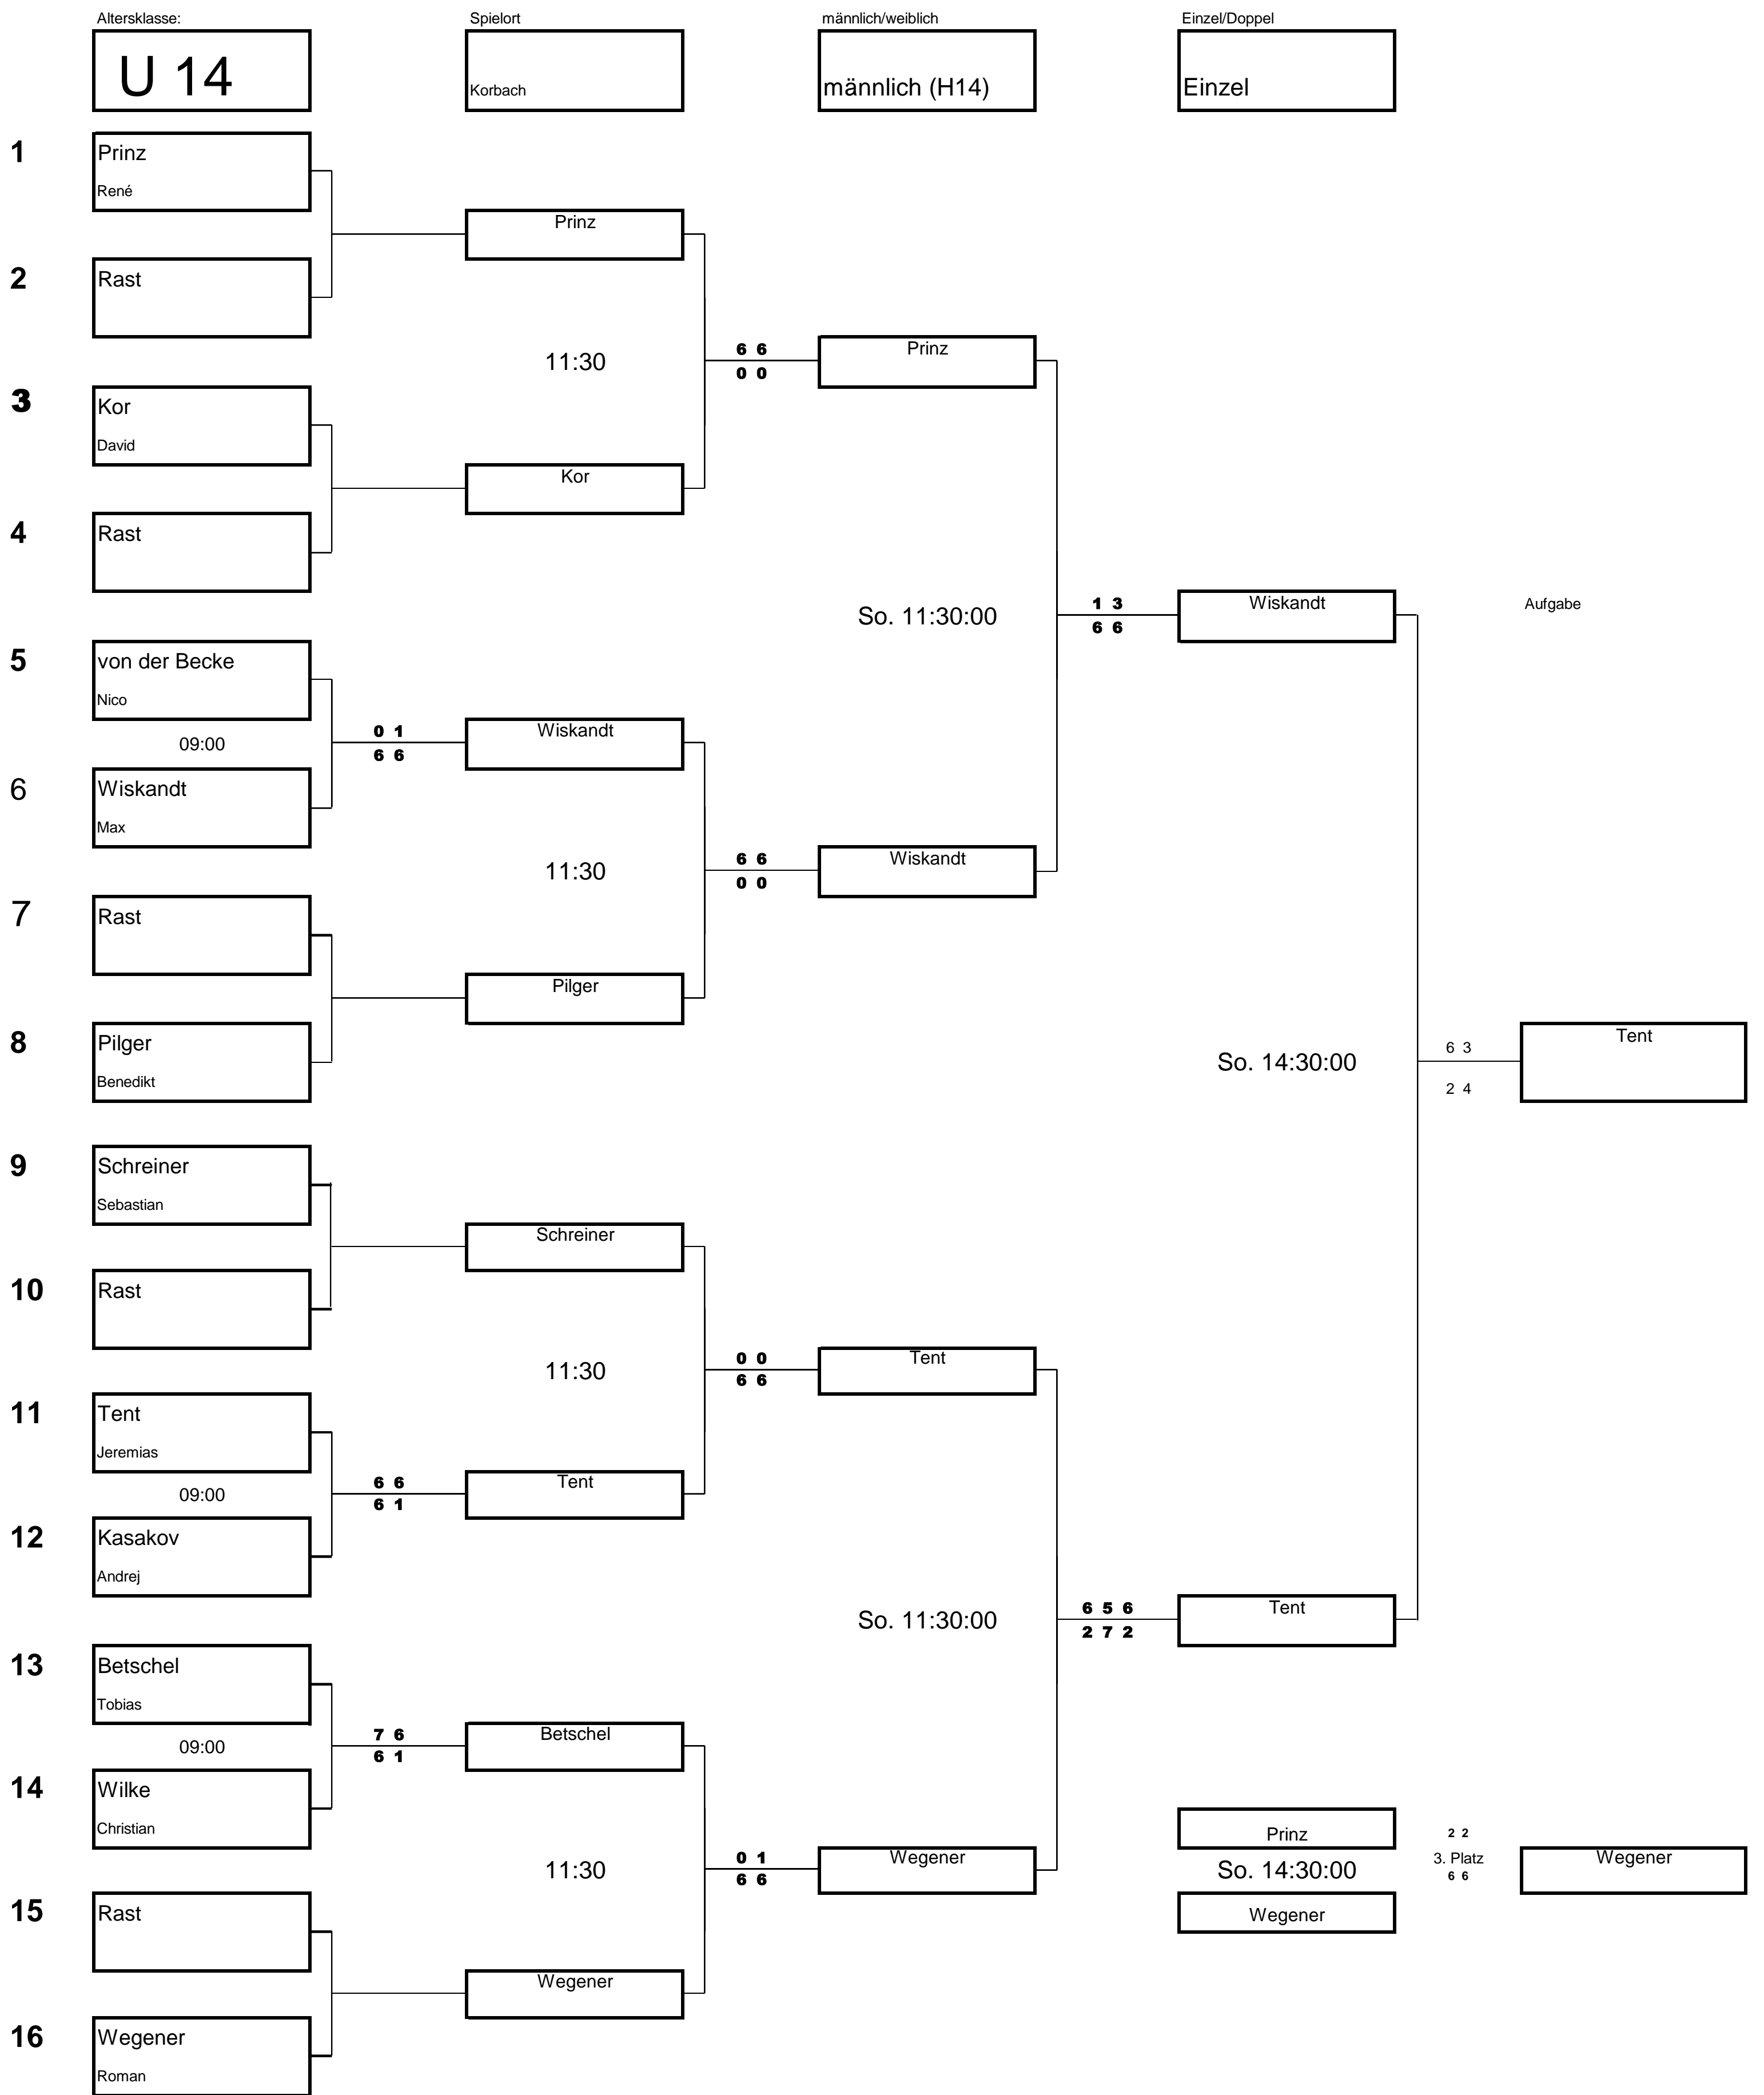 Altersklasse: Spielort männlich/weiblich Einzel/Doppel
U 14 Korbach männlich (H14) Einzel
1 Prinz
René
Prinz
2 Rast
11:30 6 6 Prinz
0 0
3 Kor
David
Kor
4 Rast
So. 11:30:00 1 3 Wiskandt Aufgabe
6 6
5 von der Becke
Nico
09:00 0 1 Wiskandt
6 6
6 Wiskandt
Max
11:30 6 6 Wiskandt
0 0
7 Rast
Pilger
8 Pilger
Benedikt
So. 14:30:00 6 3 Tent
2 4
9 Schreiner
Sebastian
Schreiner
10 Rast
11:30 0 0 Tent
6 6
11 Tent
Jeremias
09:00 6 6 Tent
6 1
12 Kasakov
Andrej
So. 11:30:00 6 5 6 Tent
2 7 2
13 Betschel
Tobias
09:00 7 6 Betschel
6 1
14 Wilke
Christian
Prinz 2 2
11:30 0 1 Wegener So. 14:30:00 3. Platz Wegener
6 6 6 6
15 Rast Wegener
Wegener
16 Wegener
Roman